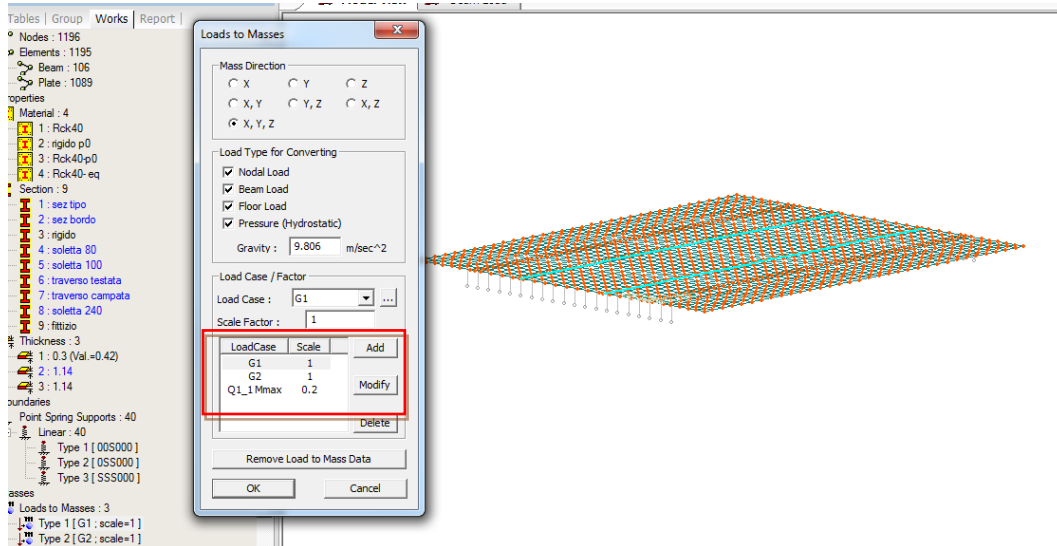 Tables | Group Works Report
Nodes : 1196
Elements : 1195
Beam : 106
Plate : 1089
roperties
Material : 4
1 : Rck40
2 : rigido p0
3 : Rck40-p0
4 : Rck40- eq
Section : 9
1 : sez tipo
2 : sez bordo
3 : rigido
4 : soletta 80
5 : soletta 100
6 : traverso testata
7 : traverso campata
8 : soletta 240
9 : fittizio
Thickness : 3
1 : 0.3 (Val.=0.42)
2 : 1.14
3 : 1.14
oundaries
Point Spring Supports : 40
Linear : 40
Type 1 [ 00S000 ]
Type 2 [ 0SS000 ]
Type 3 [ SSS000 ]
asses
Loads to Masses : 3
Type 1 [ G1 ; scale=1 ]
Type 2 [ G2 ; scale=1 ]
Loads to Masses
Mass Direction
X Y Z
X, Y Y, Z X, Z
X, Y, Z
Load Type for Converting
Nodal Load
Beam Load
Floor Load
Pressure (Hydrostatic)
Gravity : 9.806 m/sec^2
Load Case / Factor
Load Case : G1 ...
Scale Factor : 1
LoadCase Scale Add
G1 1
G2 1
Q1_1 Mmax 0.2 Modify
Delete
Remove Load to Mass Data
OK Cancel